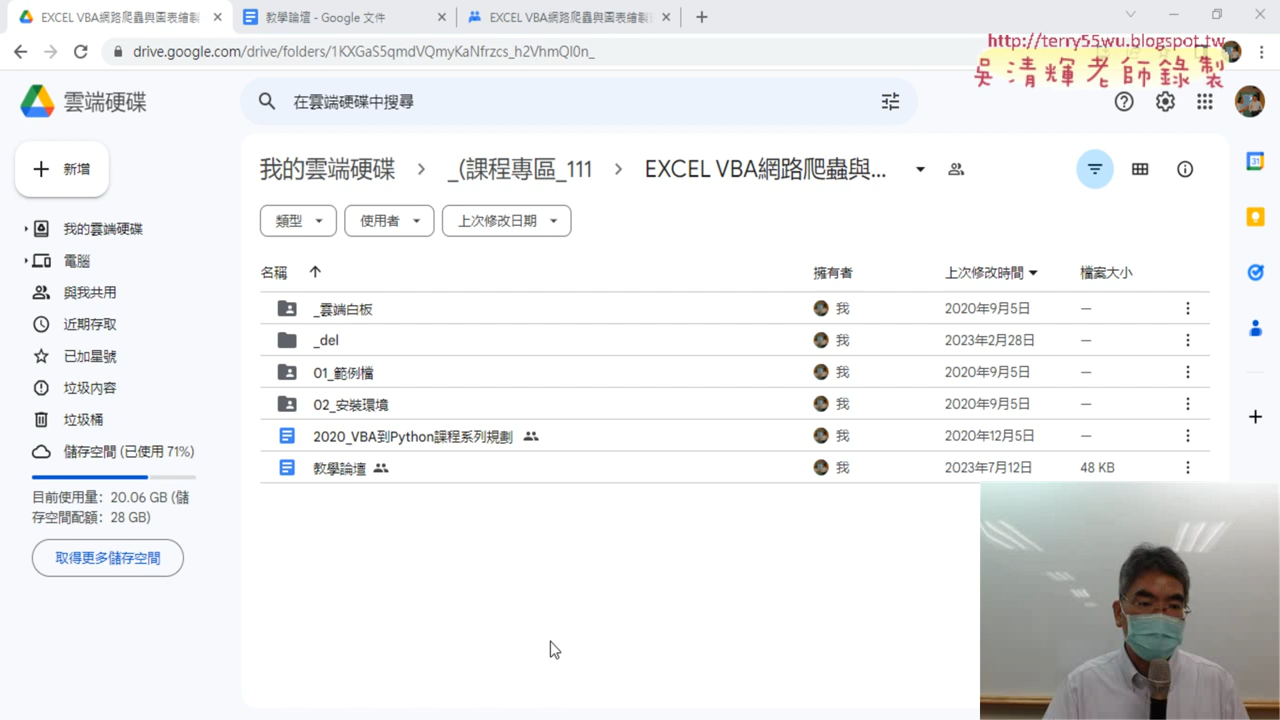 EXCEL VBA網路爬蟲與圖表繪製
教學論壇 - Google 文件
EXCEL VBA網路爬蟲與圖表繪製
drive.google.com/drive/folders/1KXGaS5qmdVQmyKaNfrzcs_h2VhmQI0n_
http://terry55wu.blogspot.tw
吳清輝老師錄製
雲端硬碟
在雲端硬碟中搜尋
新增
我的雲端硬碟
電腦
與我共用
近期存取
已加星號
垃圾內容
垃圾桶
儲存空間 (已使用 71%)
目前使用量：20.06 GB (儲
存空間配額：28 GB)
取得更多儲存空間
我的雲端硬碟 > _(課程專區_111 > EXCEL VBA網路爬蟲與...
類型 使用者 上次修改日期
名稱 擁有者 上次修改時間 檔案大小
_雲端白板 我 2020年9月5日 —
_del 我 2023年2月28日 —
01_範例檔 我 2020年9月5日 —
02_安裝環境 我 2020年9月5日 —
2020_VBA到Python課程系列規劃 我 2020年12月5日 —
教學論壇 我 2023年7月12日 48 KB
31